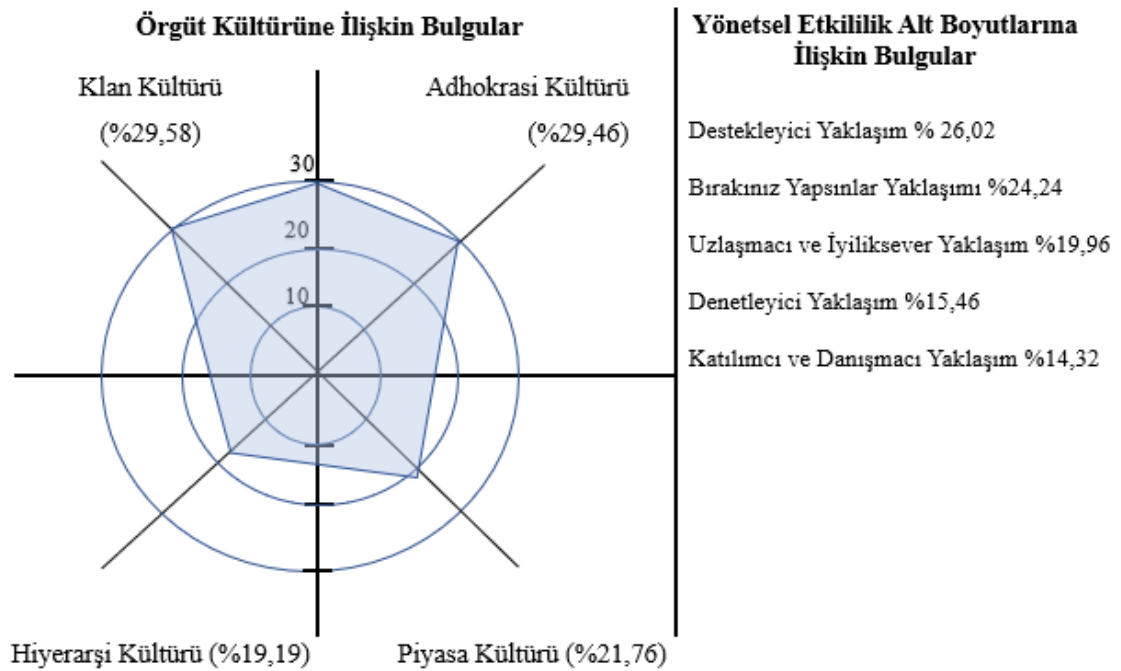 Örgüt Kültürüne İlişkin Bulgular
Klan Kültürü
(%29,58)
Adhokrasi Kültürü
(%29,46)
30
20
10
Hiyerarşi Kültürü (%19,19)
Piyasa Kültürü (%21,76)
Yönetsel Etkililik Alt Boyutlarına
İlişkin Bulgular
Destekleyici Yaklaşım % 26,02
Bırakınız Yapsınlar Yaklaşımı %24,24
Uzlaşmacı ve İyiliksever Yaklaşım %19,96
Denetleyici Yaklaşım %15,46
Katılımcı ve Danışmacı Yaklaşım %14,32